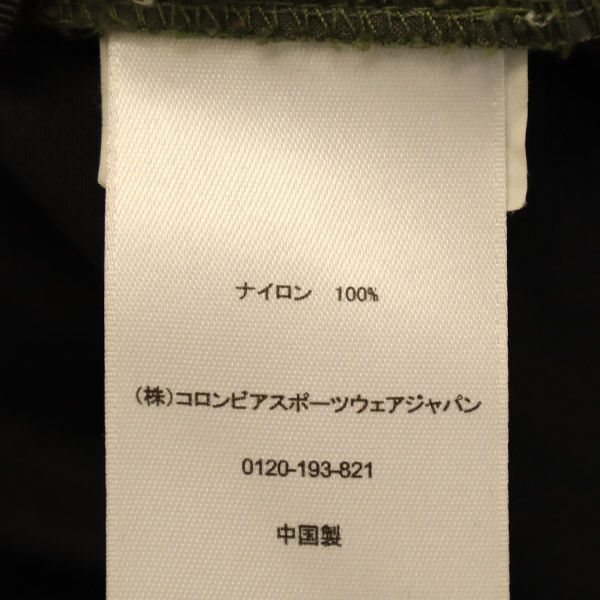 ナイロン　100%
（株）コロンビアスポーツウェアジャパン
0120-193-821
中国製